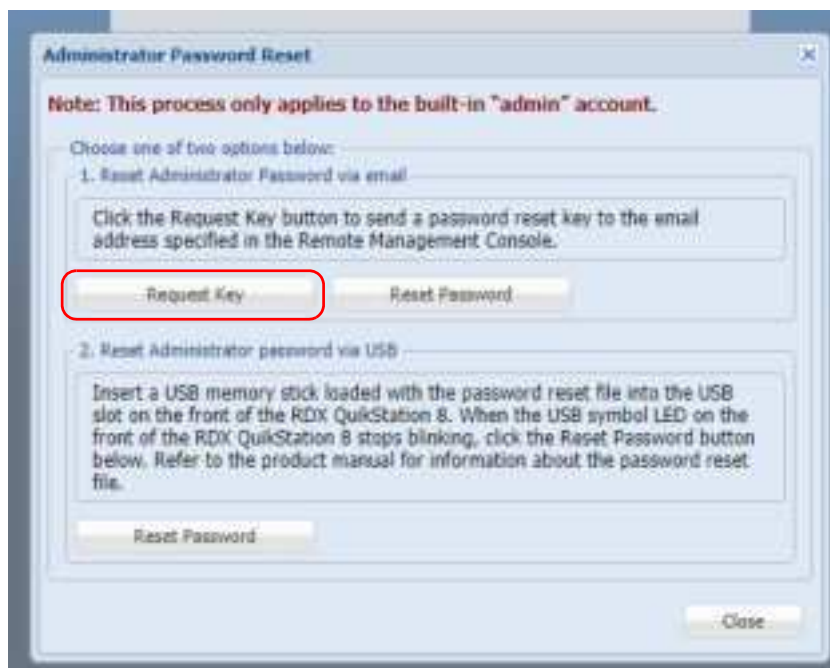 Administrator Password Reset
Note: This process only applies to the built-in "admin" account.
Choose one of two options below:
1. Reset Administrator Password via email
Click the Request Key button to send a password reset key to the email
address specified in the Remote Management Console.
Request Key
Reset Password
2. Reset Administrator password via USB
Insert a USB memory stick loaded with the password reset file into the USB
slot on the front of the RDX QuikStation 8. When the USB symbol LED on the
front of the RDX QuikStation 8 stops blinking, click the Reset Password button
below. Refer to the product manual for information about the password reset
file.
Reset Password
Close